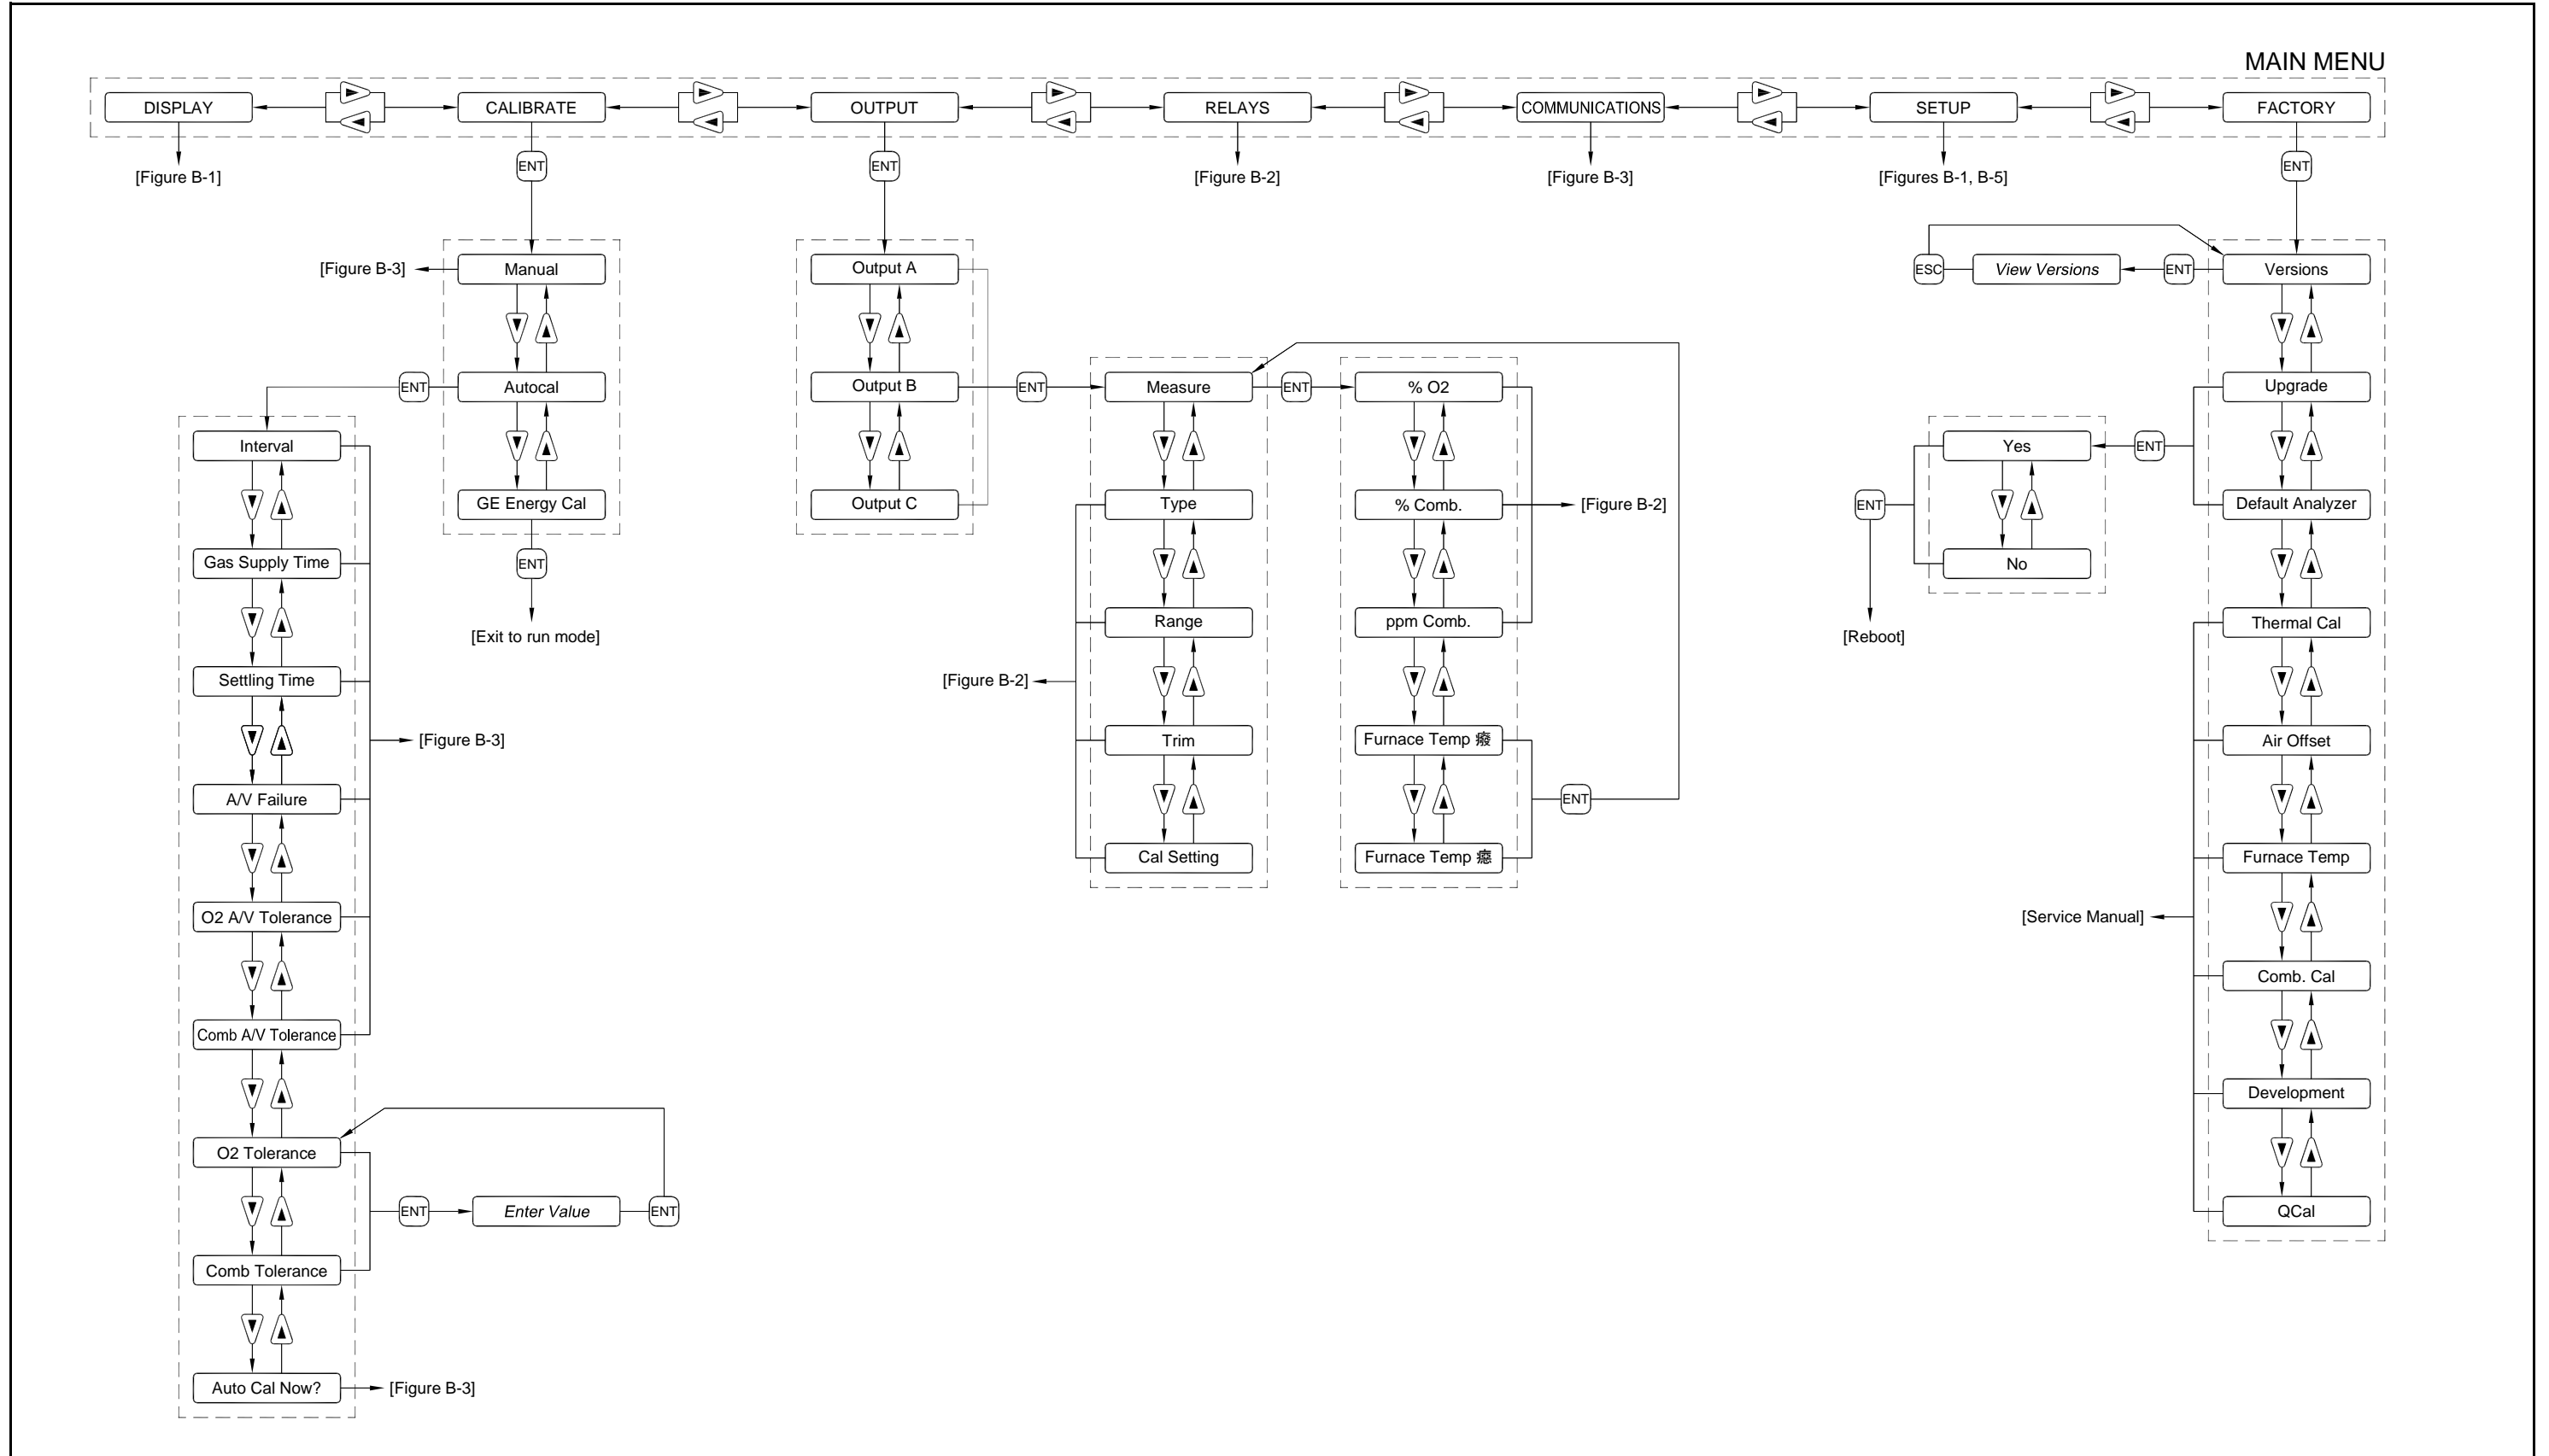 MAIN MENU
DISPLAY
CALIBRATE
OUTPUT
RELAYS
COMMUNICATIONS
SETUP
FACTORY
ENT
ENT
ENT
[Figure B-1]
[Figure B-2]
[Figure B-3]
[Figures B-1, B-5]
[Figure B-3]
Manual
ENT
Autocal
GE Energy Cal
ENT
[Exit to run mode]
Interval
Gas Supply Time
Settling Time
[Figure B-3]
A/V Failure
O2 A/V Tolerance
Comb A/V Tolerance
O2 Tolerance
ENT
Enter Value
ENT
Comb Tolerance
Auto Cal Now?
[Figure B-3]
Output A
Output B
Output C
ENT
Measure
ENT
Type
Range
[Figure B-2]
Trim
Cal Setting
% O2
% Comb.
[Figure B-2]
ppm Comb.
Furnace Temp 癈
ENT
Furnace Temp 癋
ESC
View Versions
ENT
Versions
Upgrade
Yes
ENT
ENT
Default Analyzer
No
[Reboot]
Thermal Cal
Air Offset
Furnace Temp
[Service Manual]
Comb. Cal
Development
QCal